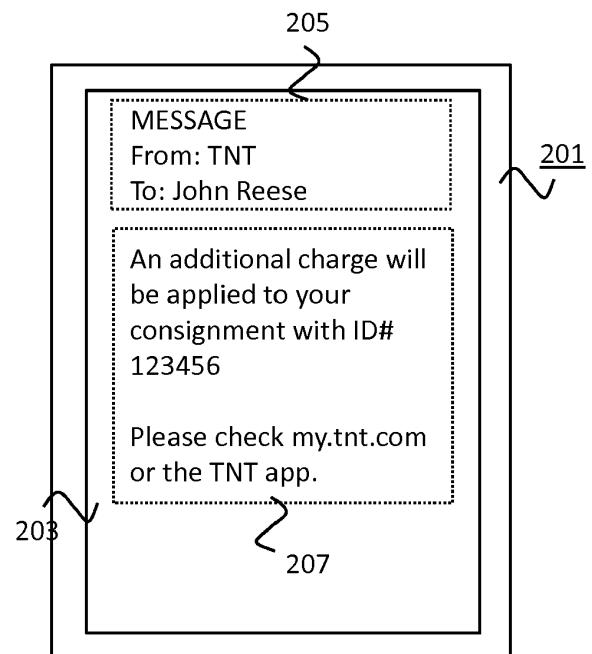 205
MESSAGE
From: TNT
To: John Reese
201
An additional charge will
be applied to your
consignment with ID#
123456
Please check my.tnt.com
or the TNT app.
203
207